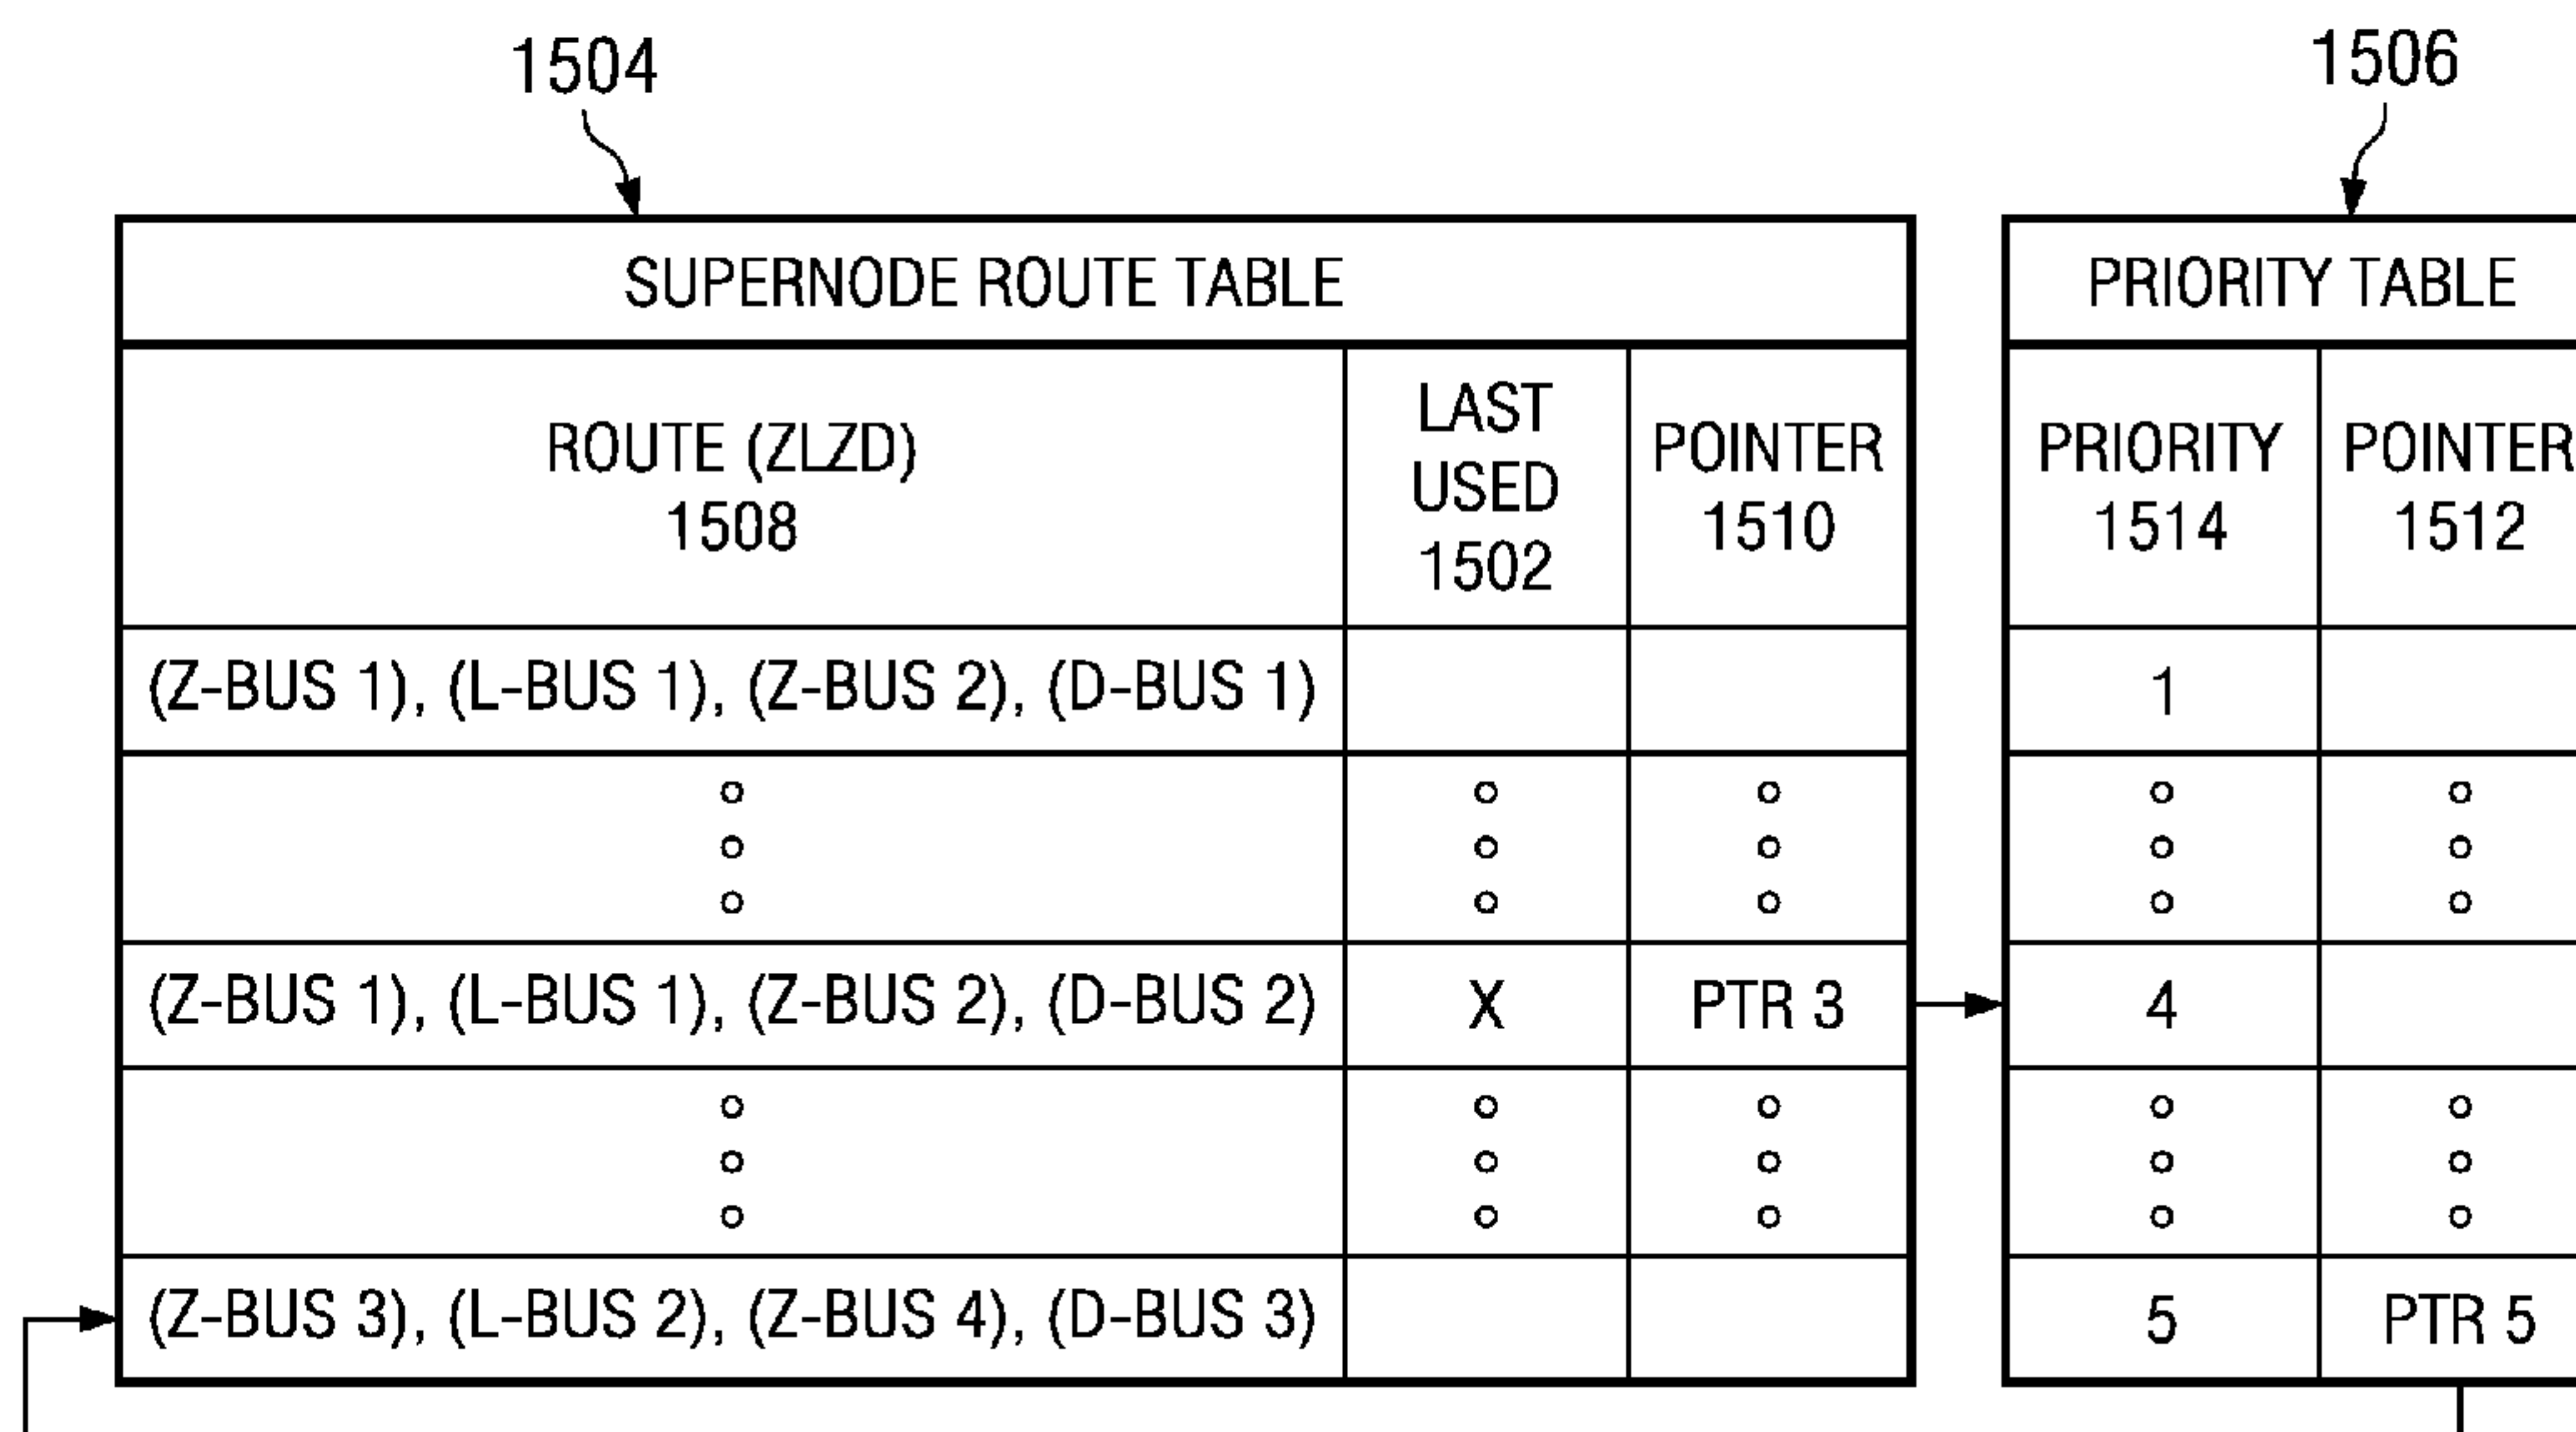 1504
1506
SUPERNODE ROUTE TABLE
PRIORITY TABLE
ROUTE (ZLZD)
1508
LAST
USED
1502
POINTER
1510
PRIORITY
1514
POINTER
1512
(Z-BUS 1), (L-BUS 1), (Z-BUS 2), (D-BUS 1)
1
(Z-BUS 1), (L-BUS 1), (Z-BUS 2), (D-BUS 2)
X
PTR 3
4
(Z-BUS 3), (L-BUS 2), (Z-BUS 4), (D-BUS 3)
5
PTR 5